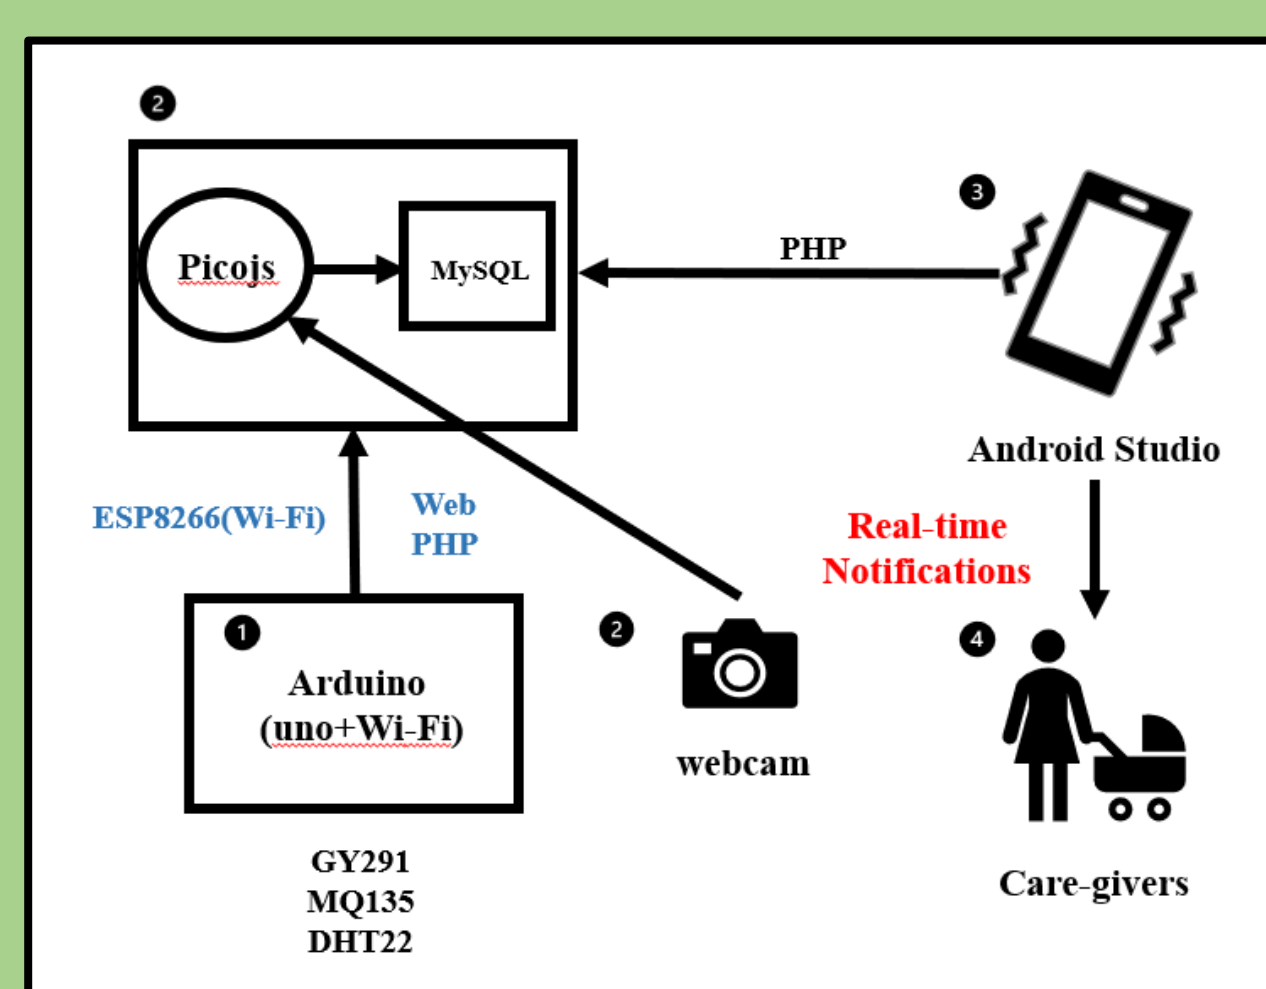 2
Picojs
MySQL
PHP
3
Android Studio
ESP8266(Wi-Fi)
Web
PHP
Real-time
Notifications
1
Arduino
(uno+Wi-Fi)
2
webcam
4
Care-givers
GY291
MQ135
DHT22